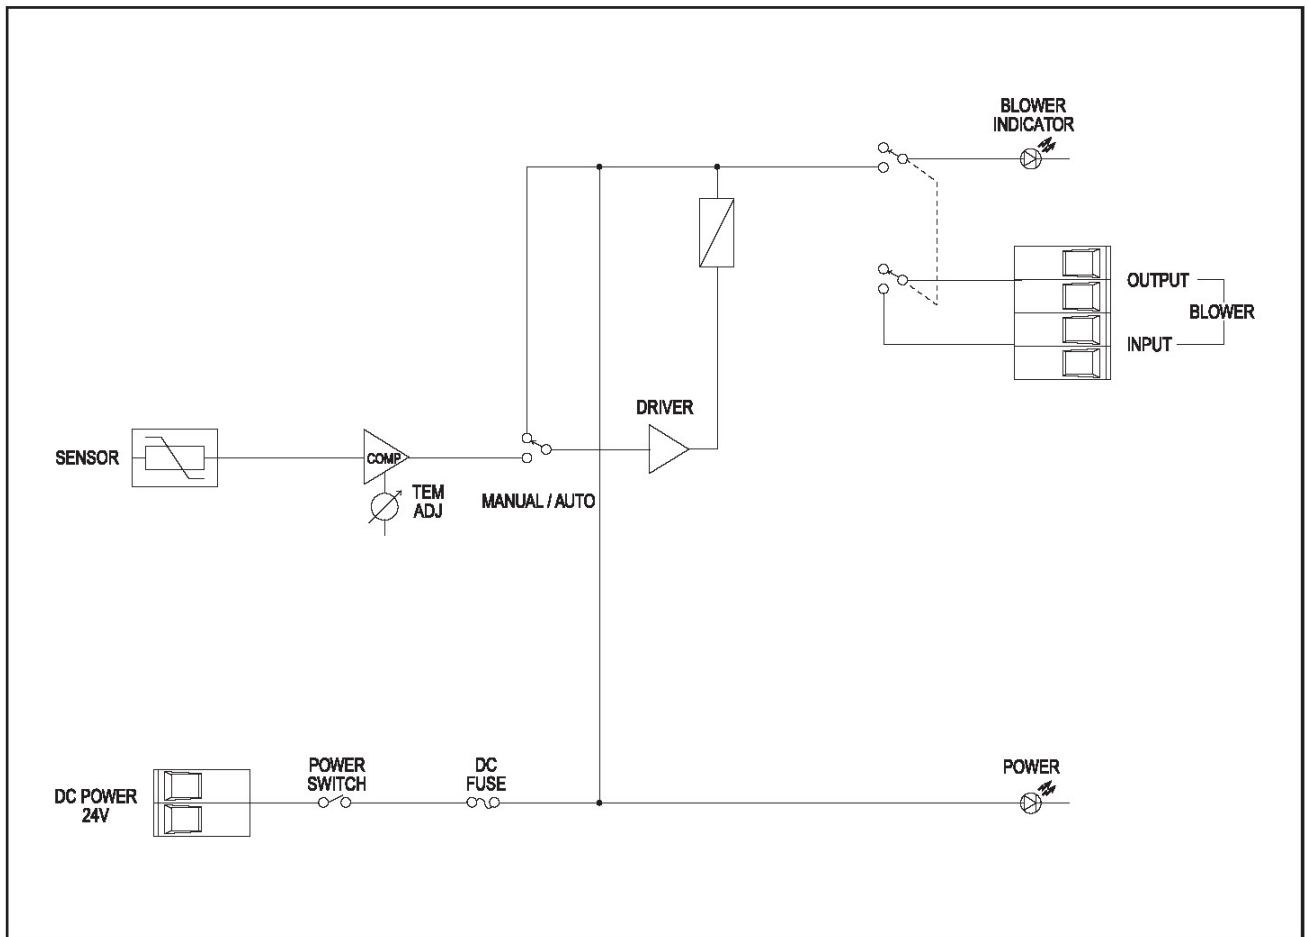 BLOWER
INDICATOR
OUTPUT
BLOWER
INPUT
DRIVER
SENSOR
COMP
TEM
ADJ
MANUAL / AUTO
POWER
SWITCH
DC
FUSE
POWER
DC POWER
24V